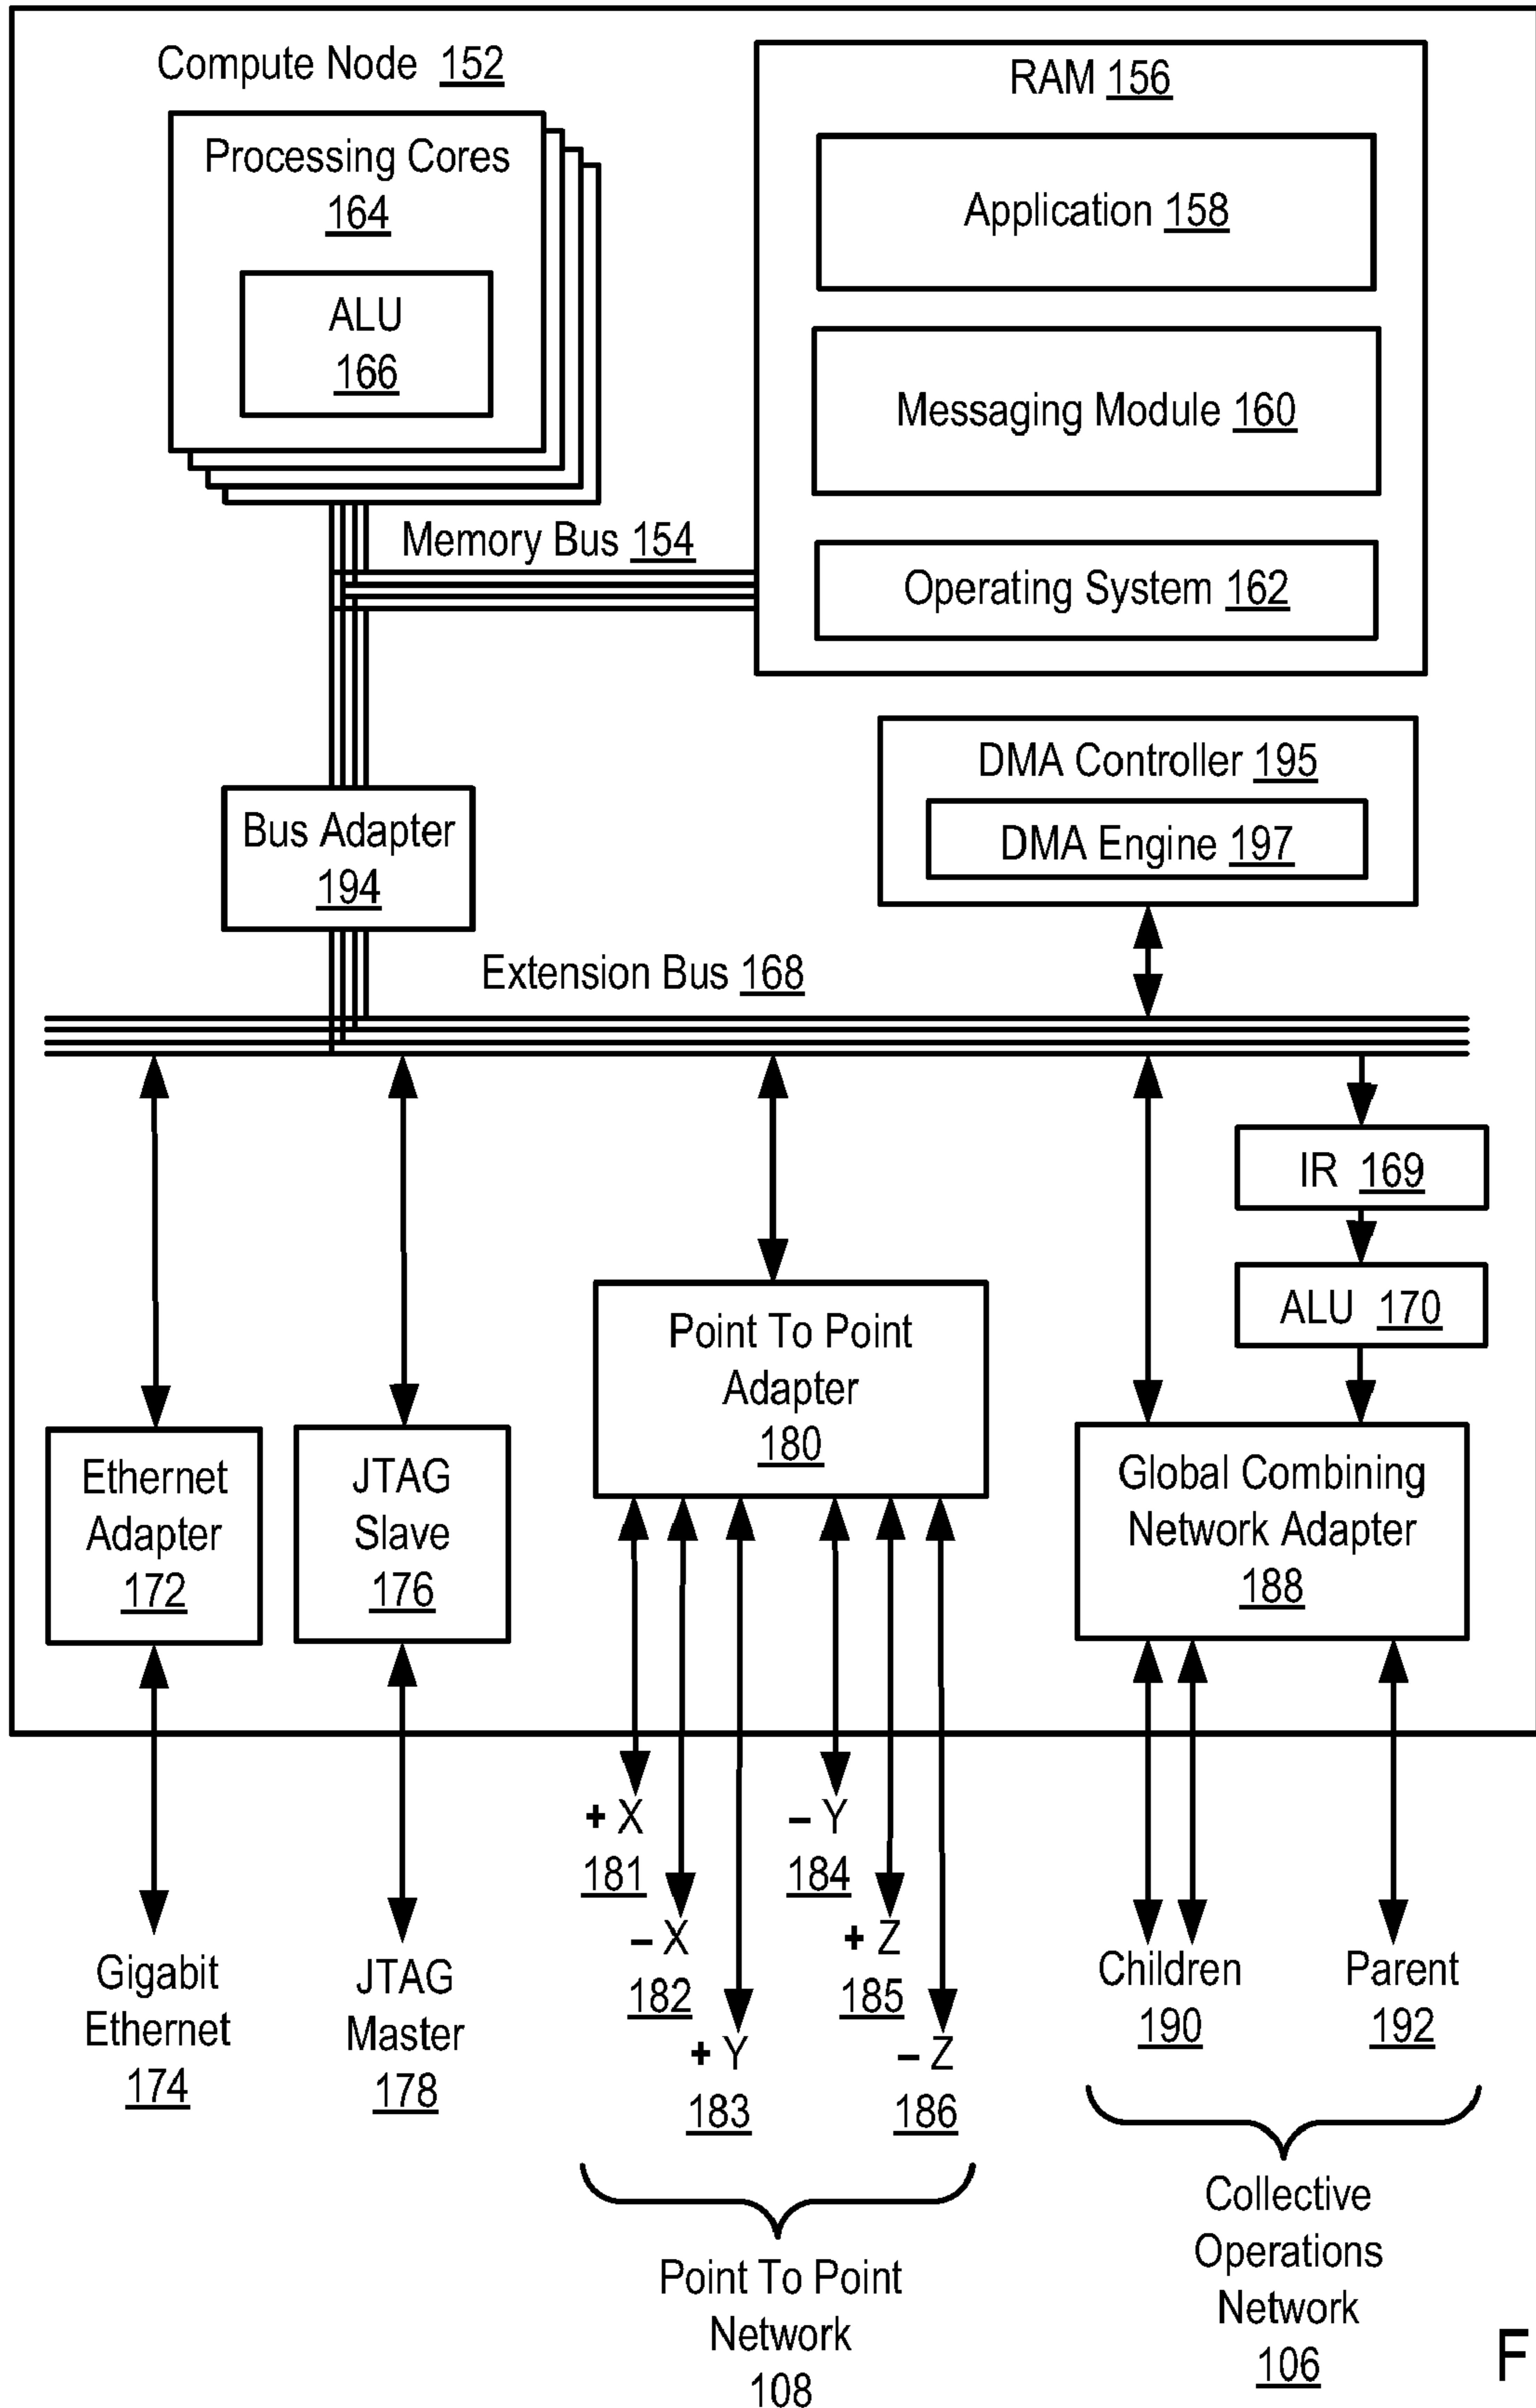 Compute Node 152
RAM 156
Processing Cores
164
ALU
166
Application 158
Messaging Module 160
Operating System 162
Memory Bus 154
DMA Controller 195
DMA Engine 197
Bus Adapter
194
Extension Bus 168
IR 169
ALU 170
Point To Point
Adapter
180
Ethernet
Adapter
172
JTAG
Slave
176
Global Combining
Network Adapter
188
+ X
181
– X
182
+ Y
183
– Y
184
+ Z
185
– Z
186
Gigabit
Ethernet
174
JTAG
Master
178
Children
190
Parent
192
Point To Point
Network
108
Collective
Operations
Network
106
F